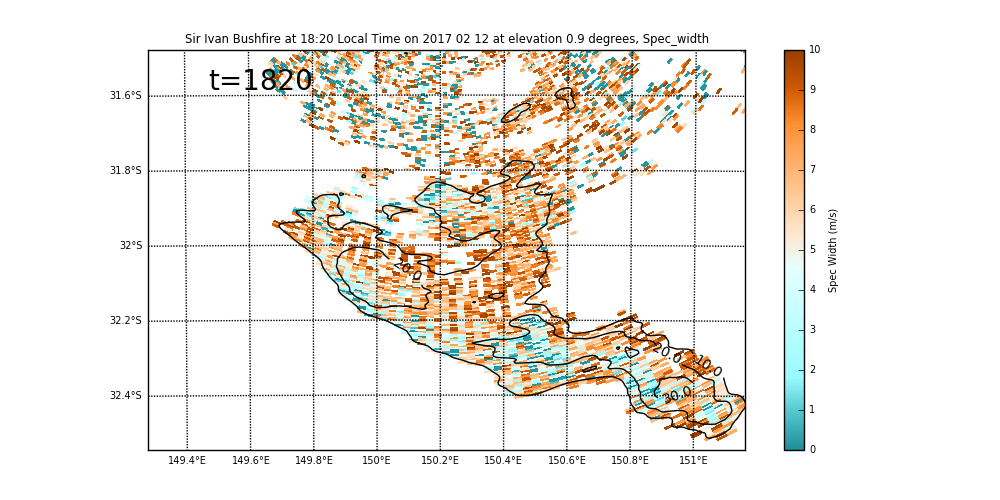 Sir Ivan Bushfire at 18:20 Local Time on 2017 02 12 at elevation 0.9 degrees, Spec_width
t=1820
31.6°S
31.8°S
32°S
32.2°S
32.4°S
149.4°E 149.6°E 149.8°E 150°E 150.2°E 150.4°E 150.6°E 150.8°E 151°E
10
9
8
7
6
5
4
3
2
1
0
Spec Width (m/s)
10.0
30.0